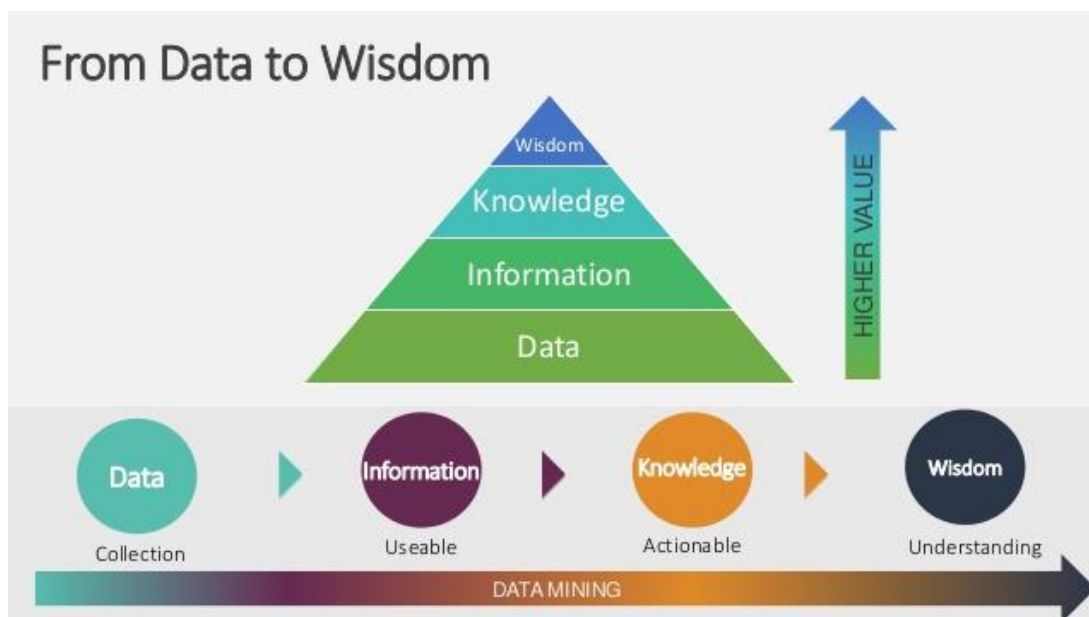 From Data to Wisdom
Wisdom
Knowledge
Information
Data
HIGHER VALUE
Data
Information
Knowledge
Wisdom
Collection
Useable
Actionable
Understanding
DATA MINING